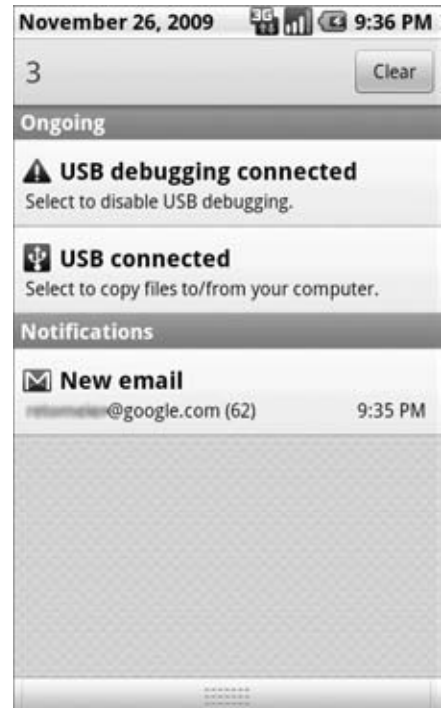 November 26, 2009 3G 9:36 PM
3 Clear
Ongoing
USB debugging connected
Select to disable USB debugging.
USB connected
Select to copy files to/from your computer.
Notifications
New email
@google.com (62) 9:35 PM